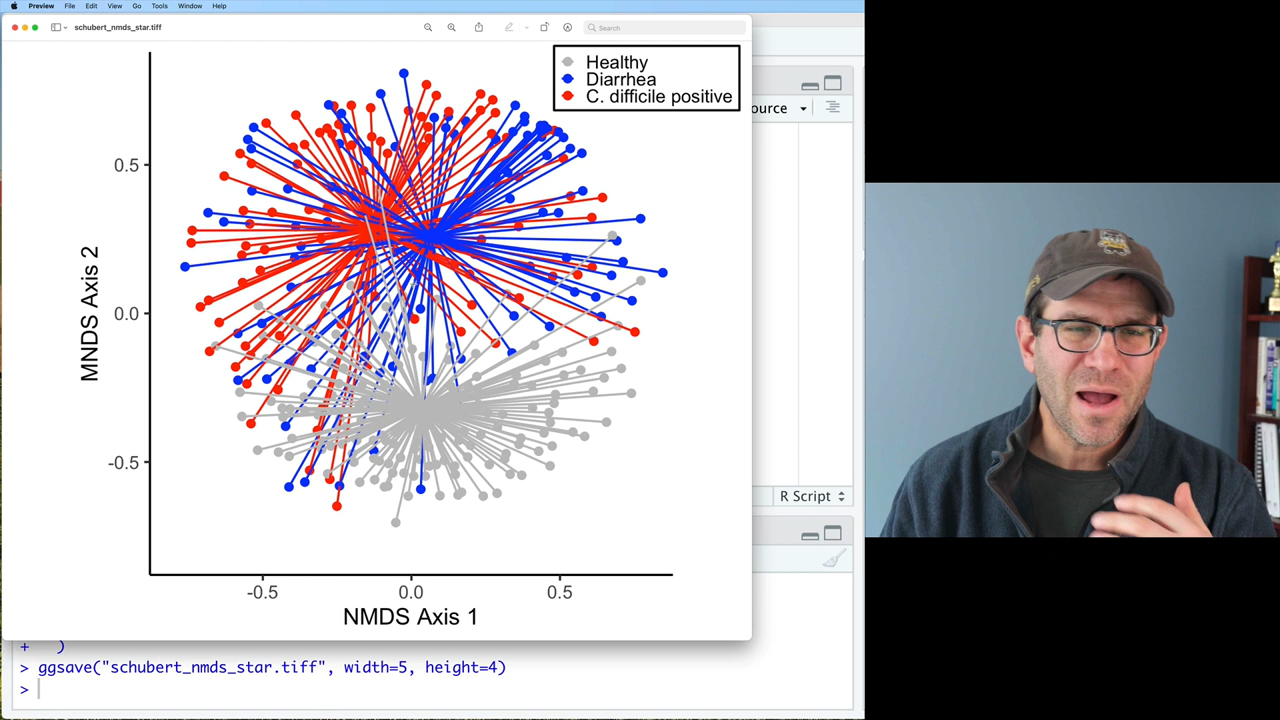 Preview File Edit View Go Tools Window Help
schubert_nmds_star.tiff
Search
Healthy
Diarrhea
C. difficile positive
ource
0.5
0.0
-0.5
MNDS Axis 2
-0.5 0.0 0.5
NMDS Axis 1
R Script
+ )
> ggsave("schubert_nmds_star.tiff", width=5, height=4)
>